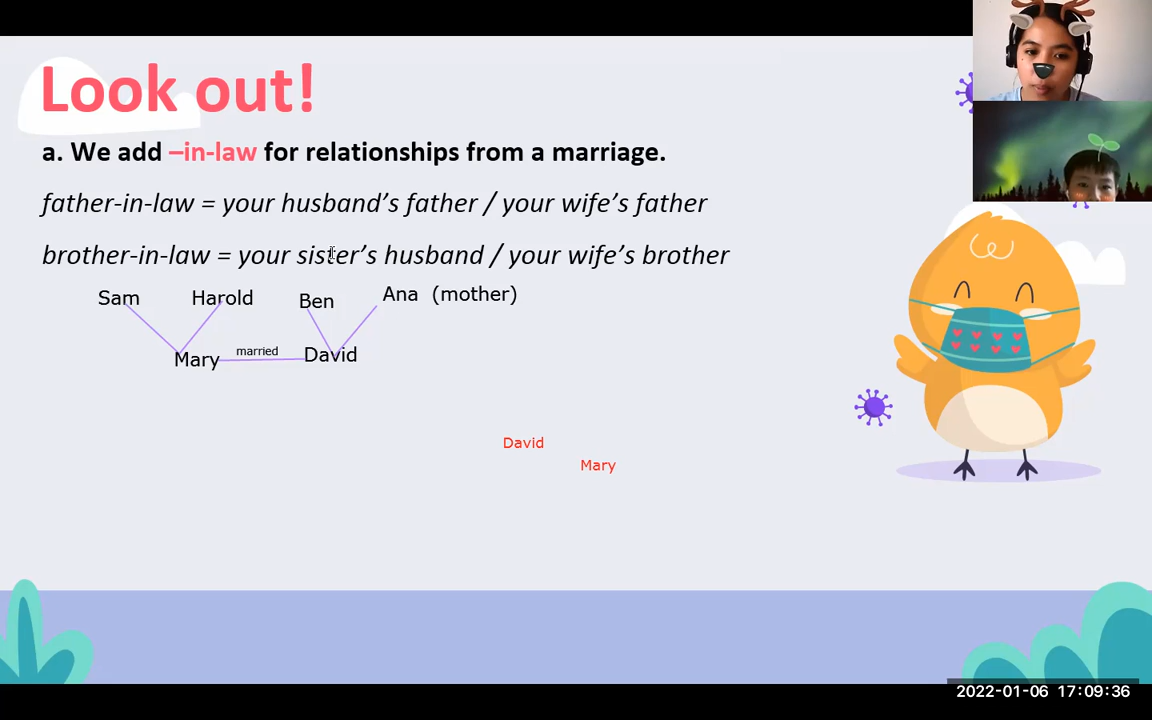 Look out!
a. We add –in-law for relationships from a marriage.
father-in-law = your husband’s father / your wife’s father
brother-in-law = your sister’s husband / your wife’s brother
Sam Harold Ben Ana (mother)
Mary married David
David
Mary
2022-01-06 17:09:36